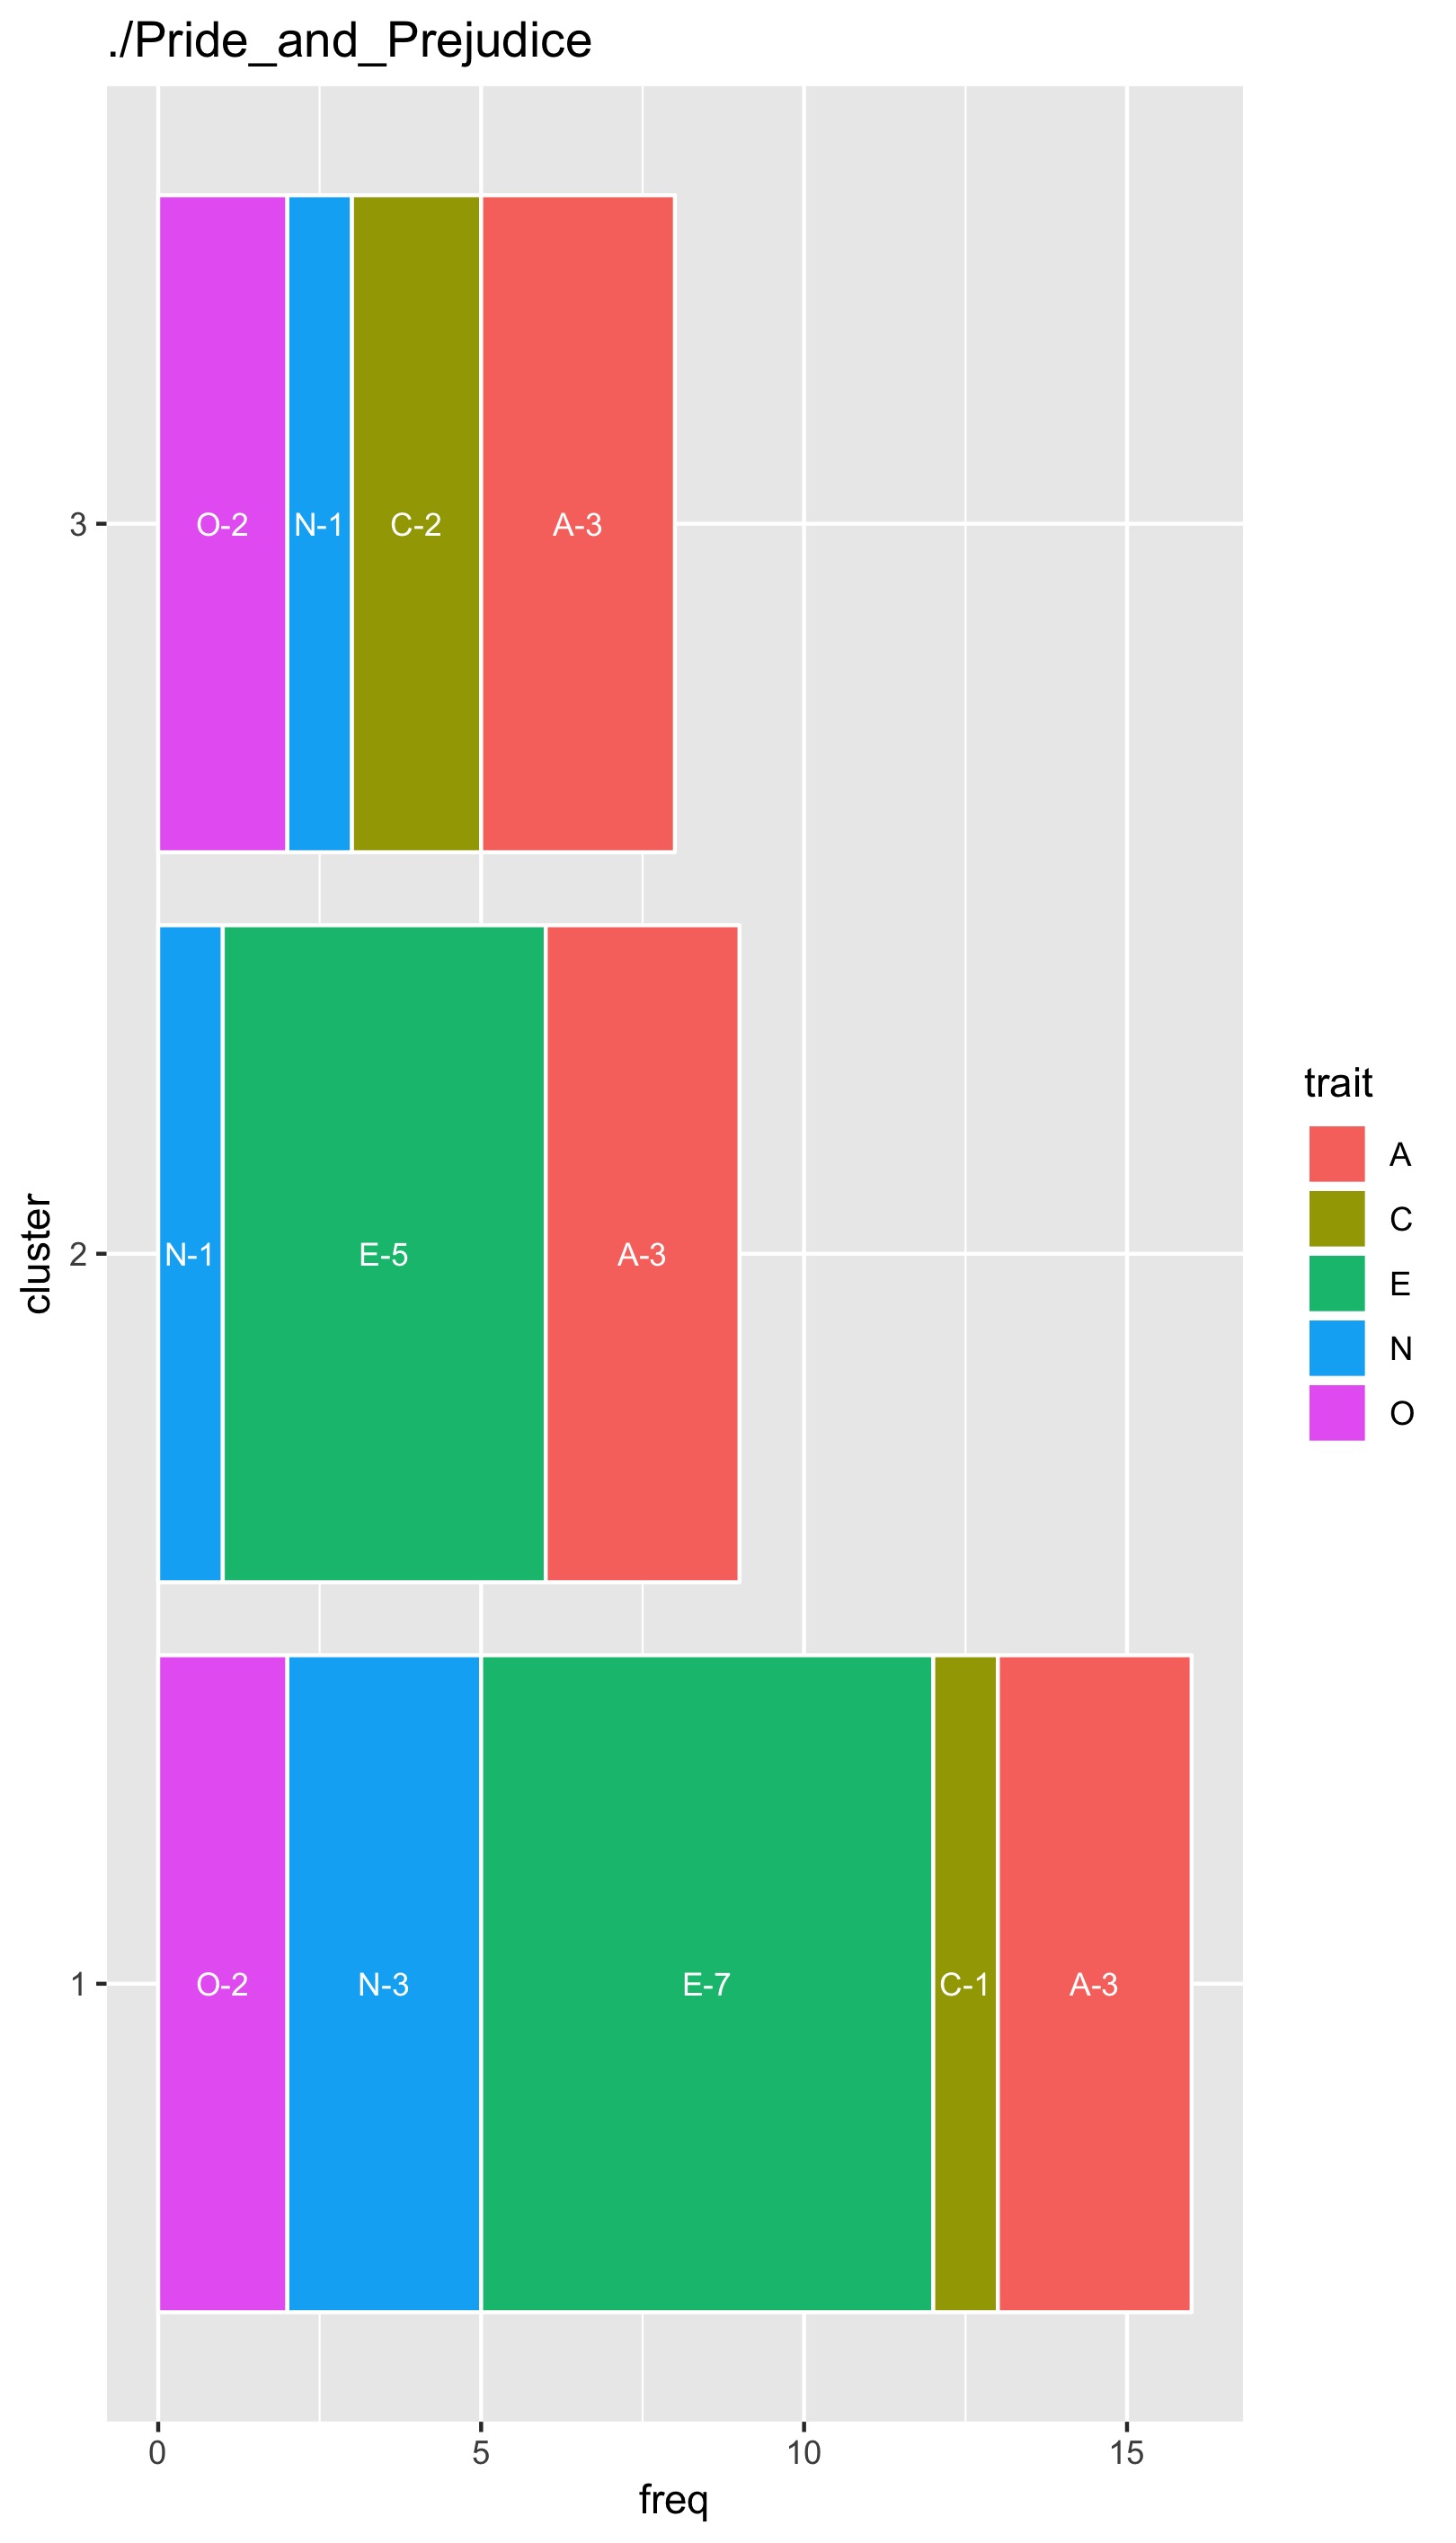 ./Pride_and_Prejudice
3
O-2
N-1
C-2
A-3
2
N-1
E-5
A-3
1
O-2
N-3
E-7
C-1
A-3
0
5
10
15
freq
cluster
trait
A
C
E
N
O